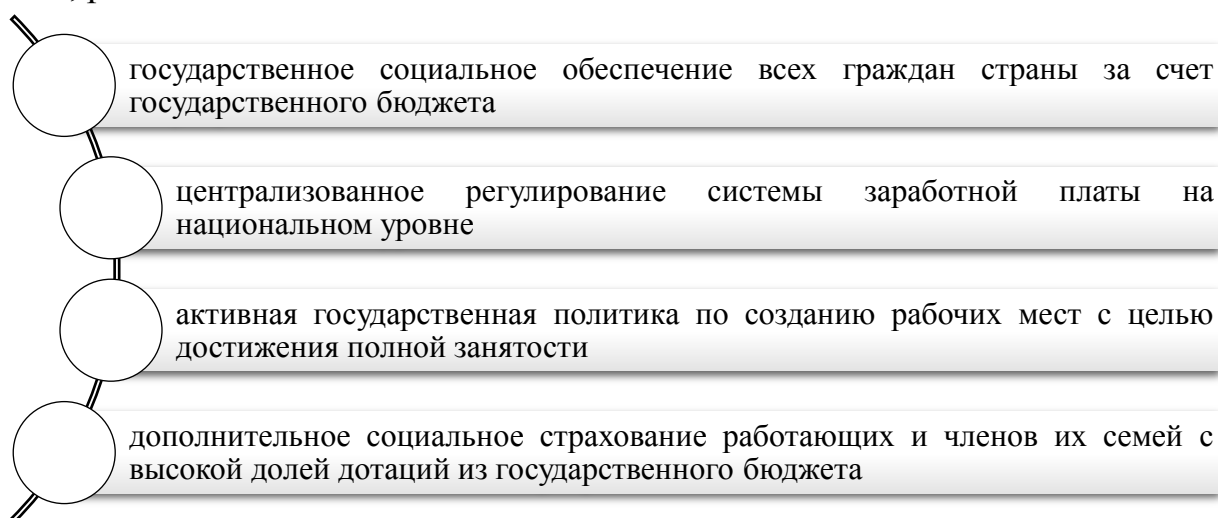 государственное социальное обеспечение всех граждан страны за счет
государственного бюджета
централизованное регулирование системы заработной платы на
национальном уровне
активная государственная политика по созданию рабочих мест с целью
достижения полной занятости
дополнительное социальное страхование работающих и членов их семей с
высокой долей дотаций из государственного бюджета